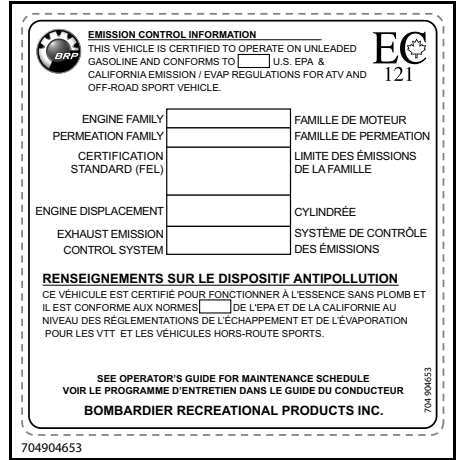 EMISSION CONTROL INFORMATION
THIS VEHICLE IS CERTIFIED TO OPERATE ON UNLEADED
GASOLINE AND CONFORMS TO U.S. EPA &
CALIFORNIA EMISSION / EVAP REGULATIONS FOR ATV AND
OFF-ROAD SPORT VEHICLE.
BRP
EC
121
ENGINE FAMILY FAMILLE DE MOTEUR
PERMEATION FAMILY FAMILLE DE PERMEATION
CERTIFICATION LIMITE DES ÉMISSIONS
STANDARD (FEL) DE LA FAMILLE
ENGINE DISPLACEMENT CYLINDRÉE
EXHAUST EMISSION SYSTÈME DE CONTRÔLE
CONTROL SYSTEM DES ÉMISSIONS
RENSEIGNEMENTS SUR LE DISPOSITIF ANTIPOLLUTION
CE VÉHICULE EST CERTIFIÉ POUR FONCTIONNER À L'ESSENCE SANS PLOMB ET
IL EST CONFORME AUX NORMES DE L'EPA ET DE LA CALIFORNIE AU
NIVEAU DES RÉGLEMENTATIONS DE L'ÉCHAPPEMENT ET DE L'ÉVAPORATION
POUR LES VTT ET LES VÉHICULES HORS-ROUTE SPORTS.
SEE OPERATOR'S GUIDE FOR MAINTENANCE SCHEDULE
VOIR LE PROGRAMME D'ENTRETIEN DANS LE GUIDE DU CONDUCTEUR
BOMBARDIER RECREATIONAL PRODUCTS INC.
704 904653
704904653